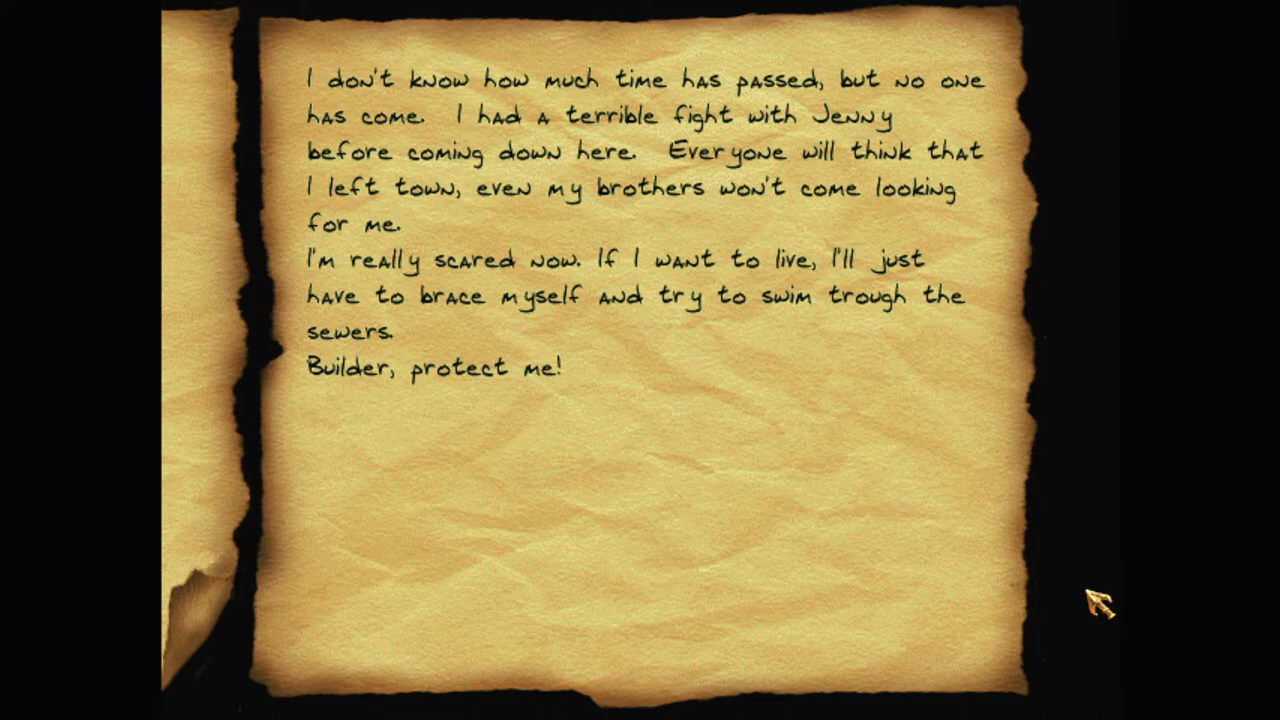 I don't know how much time has passed, but no one
has come. I had a terrible fight with Jenny
before coming down here. Everyone will think that
I left town, even my brothers won't come looking
for me.
I'm really scared now. If I want to live, I'll just
have to brace myself and try to swim trough the
sewers.
Builder, protect me!